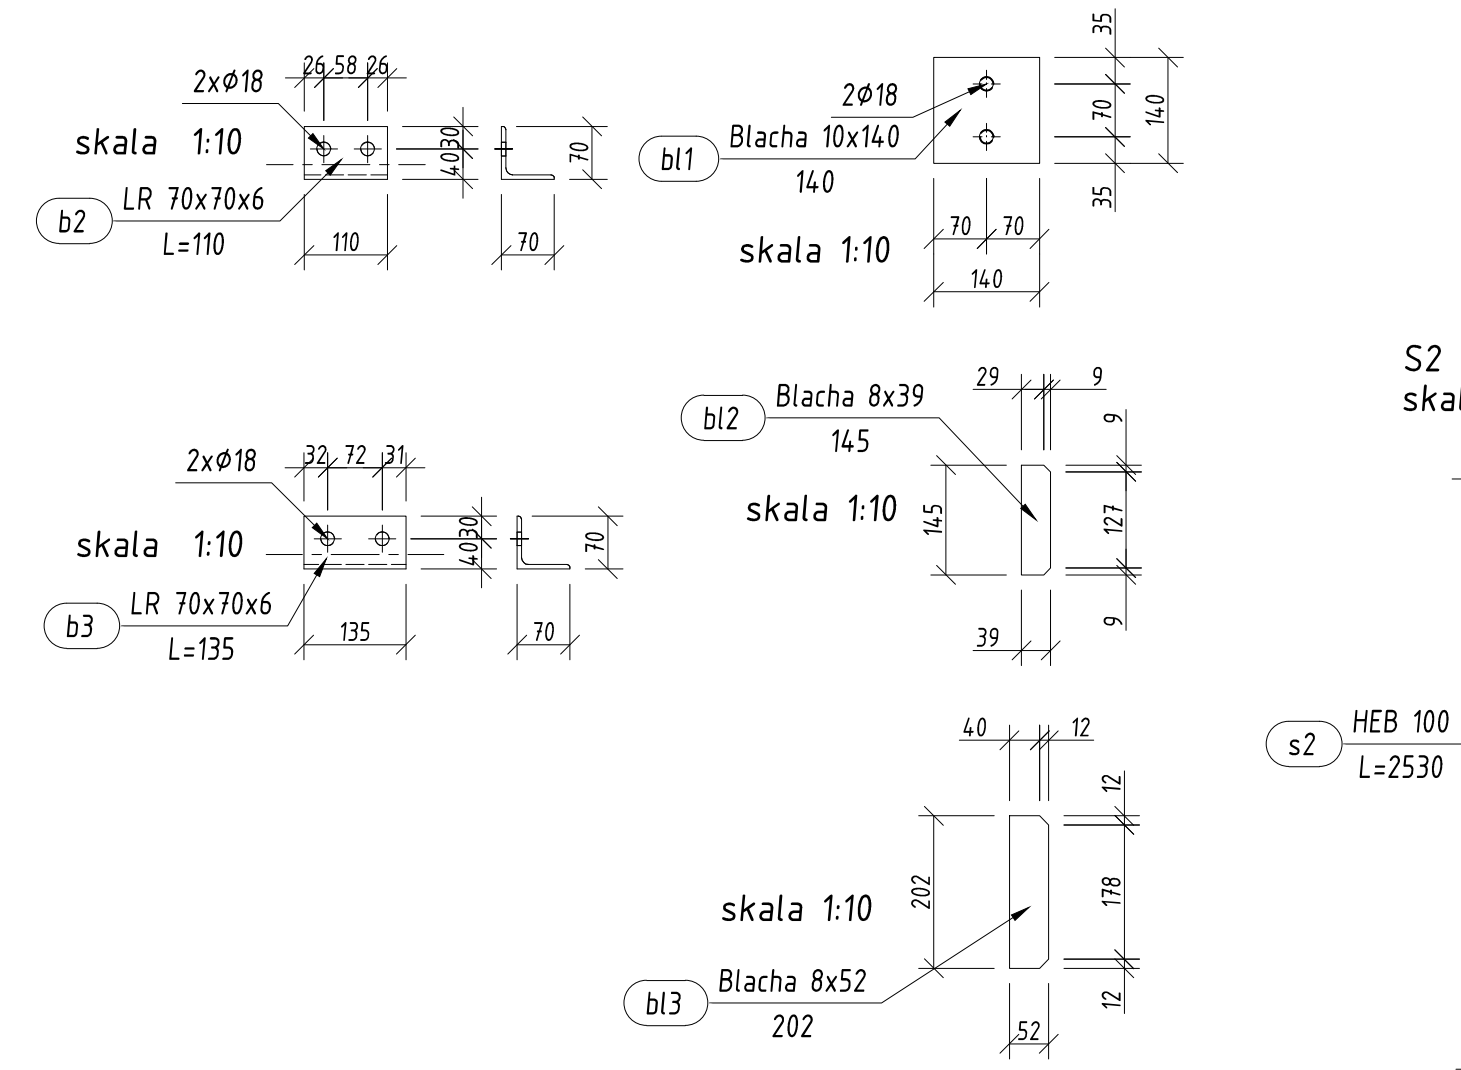 26 58 26
2xø18
skala 1:10
30
40
70
b2
LR 70x70x6
L=110
110
70
35
2ø18
70
140
bl1
Blacha 10x140
140
35
70 70
skala 1:10
140
29 9
bl2
Blacha 8x39
145
9
skala 1:10
145
127
9
39
32 72 31
2xø18
skala 1:10
30
40
70
b3
LR 70x70x6
L=135
135
70
40 12
12
202
178
skala 1:10
bl3
Blacha 8x52
202
12
52
S2
s2
HEB 100
L=2530